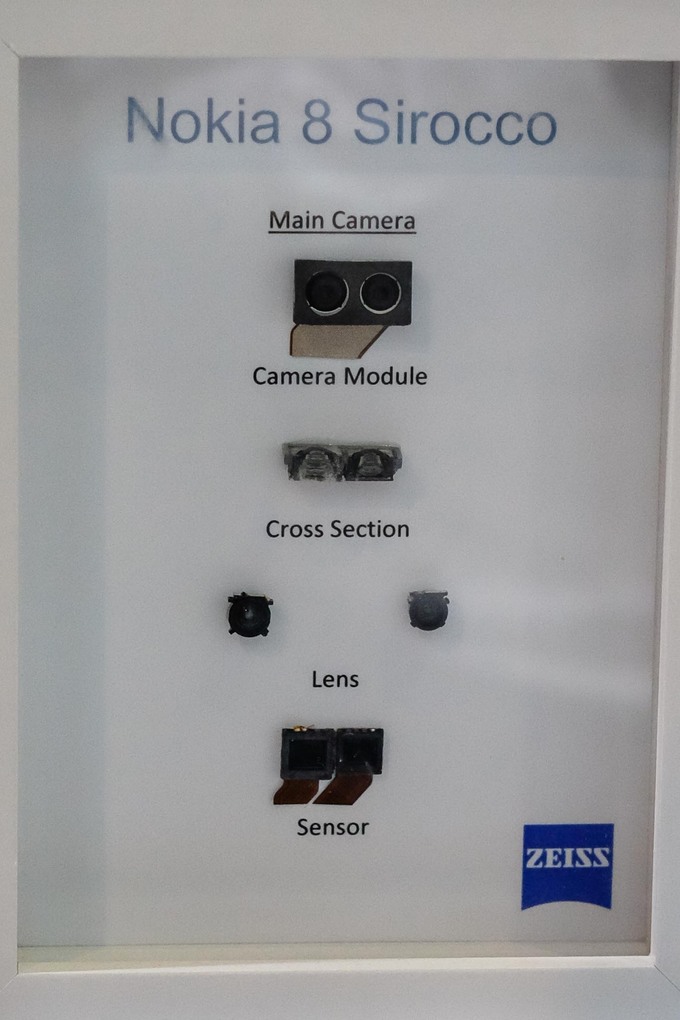 Nokia 8 Sirocco
Main Camera
Camera Module
Cross Section
Lens
Sensor
ZEISS